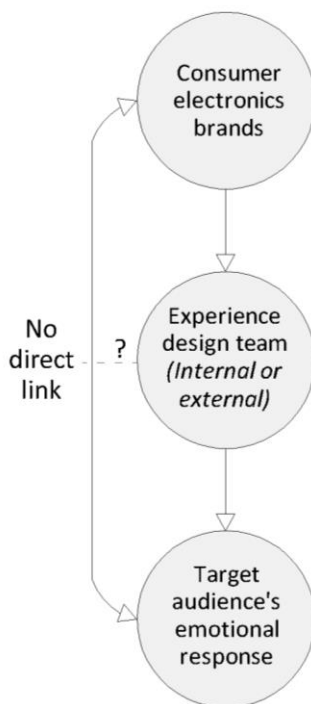 Consumer
electronics
brands
No
direct
link
?
Experience
design team
(Internal or
external)
Target
audience's
emotional
response